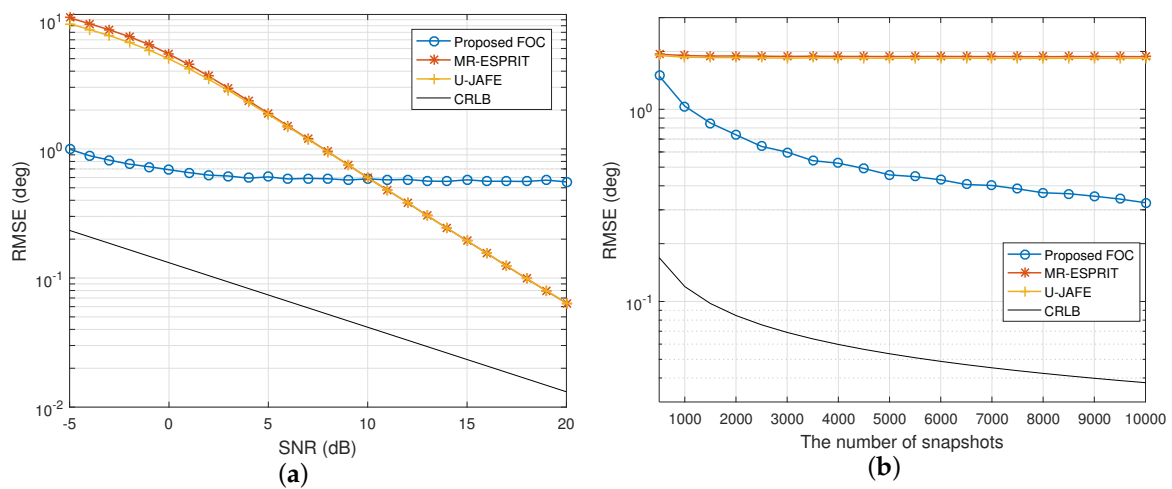 10^1
10^0
10^-1
10^-2
RMSE (deg)
-5 0 5 10 15 20
SNR (dB)
Proposed FOC
MR-ESPRIT
U-JAFE
CRLB
(a)
10^0
10^-1
RMSE (deg)
1000 2000 3000 4000 5000 6000 7000 8000 9000 10000
The number of snapshots
Proposed FOC
MR-ESPRIT
U-JAFE
CRLB
(b)